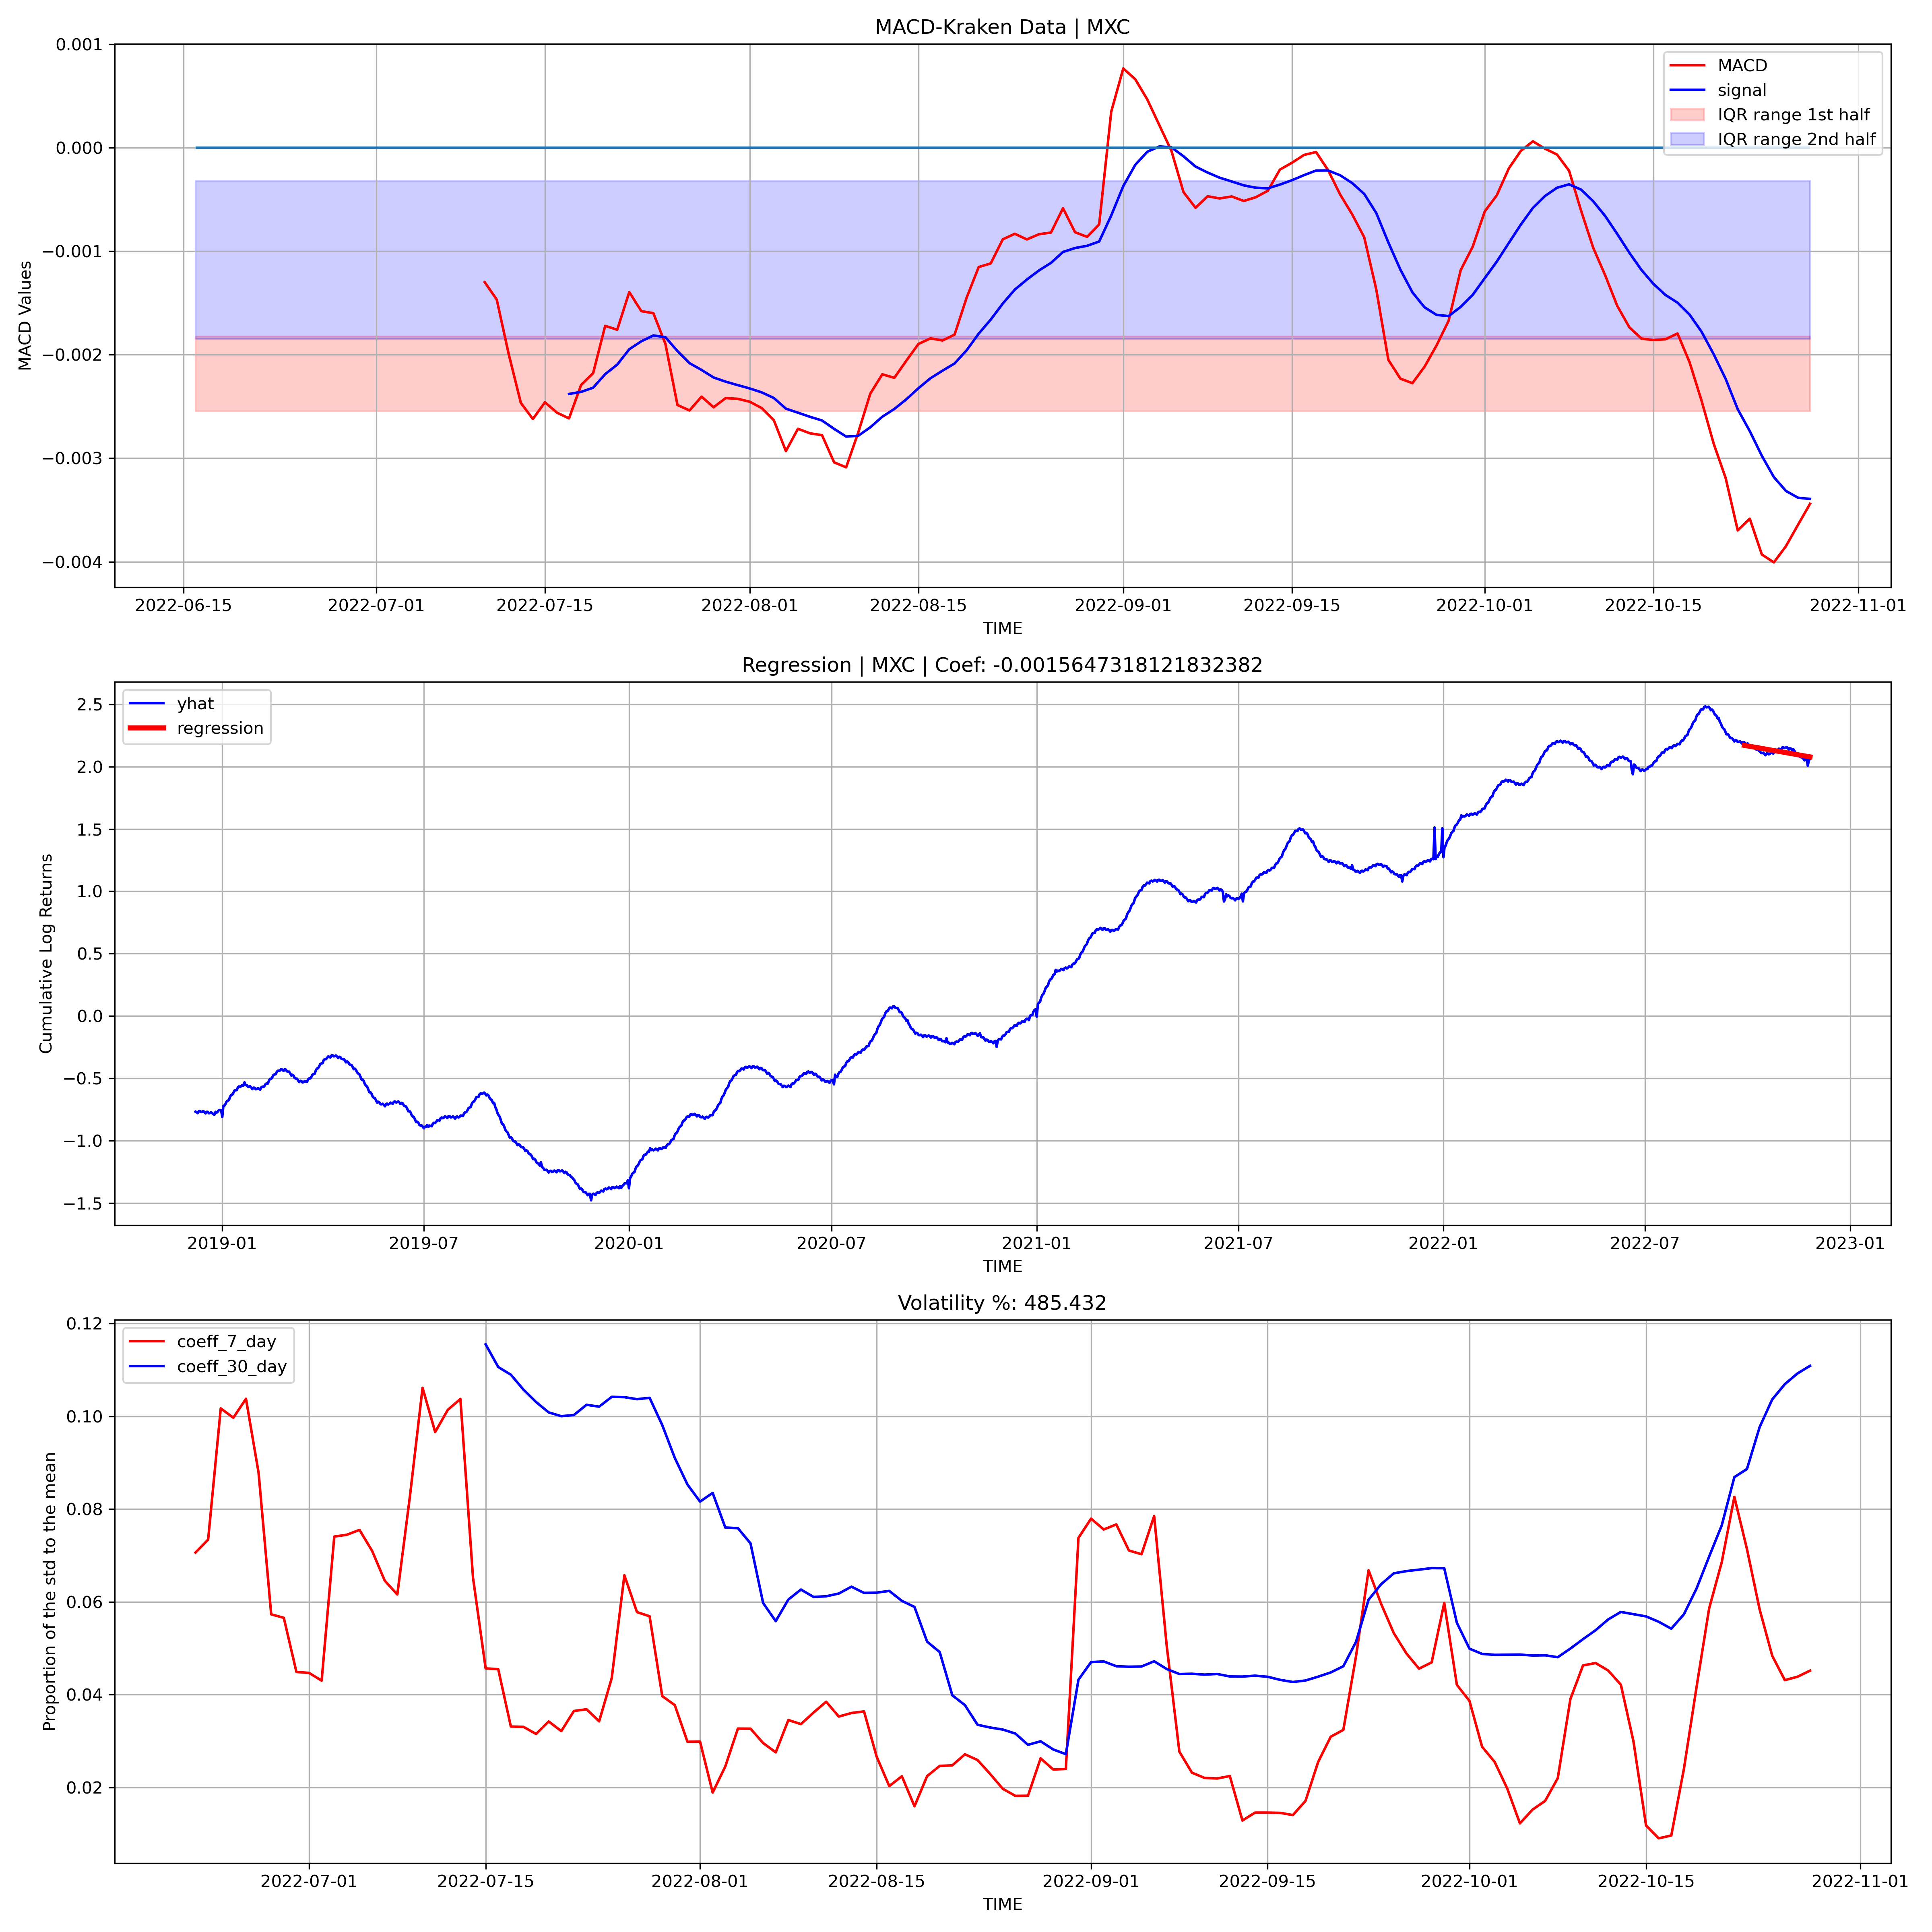 MACD-Kraken Data | MXC
MACD Values
0.001
0.000
−0.001
−0.002
−0.003
−0.004
MACD
signal
IQR range 1st half
IQR range 2nd half
2022-06-15 2022-07-01 2022-07-15 2022-08-01 2022-08-15 2022-09-01 2022-09-15 2022-10-01 2022-10-15 2022-11-01
TIME
Regression | MXC | Coef: -0.0015647318121832382
Cumulative Log Returns
2.5
2.0
1.5
1.0
0.5
0.0
−0.5
−1.0
−1.5
yhat
regression
2019-01 2019-07 2020-01 2020-07 2021-01 2021-07 2022-01 2022-07 2023-01
TIME
Volatility %: 485.432
Proportion of the std to the mean
0.12
0.10
0.08
0.06
0.04
0.02
coeff_7_day
coeff_30_day
2022-07-01 2022-07-15 2022-08-01 2022-08-15 2022-09-01 2022-09-15 2022-10-01 2022-10-15 2022-11-01
TIME